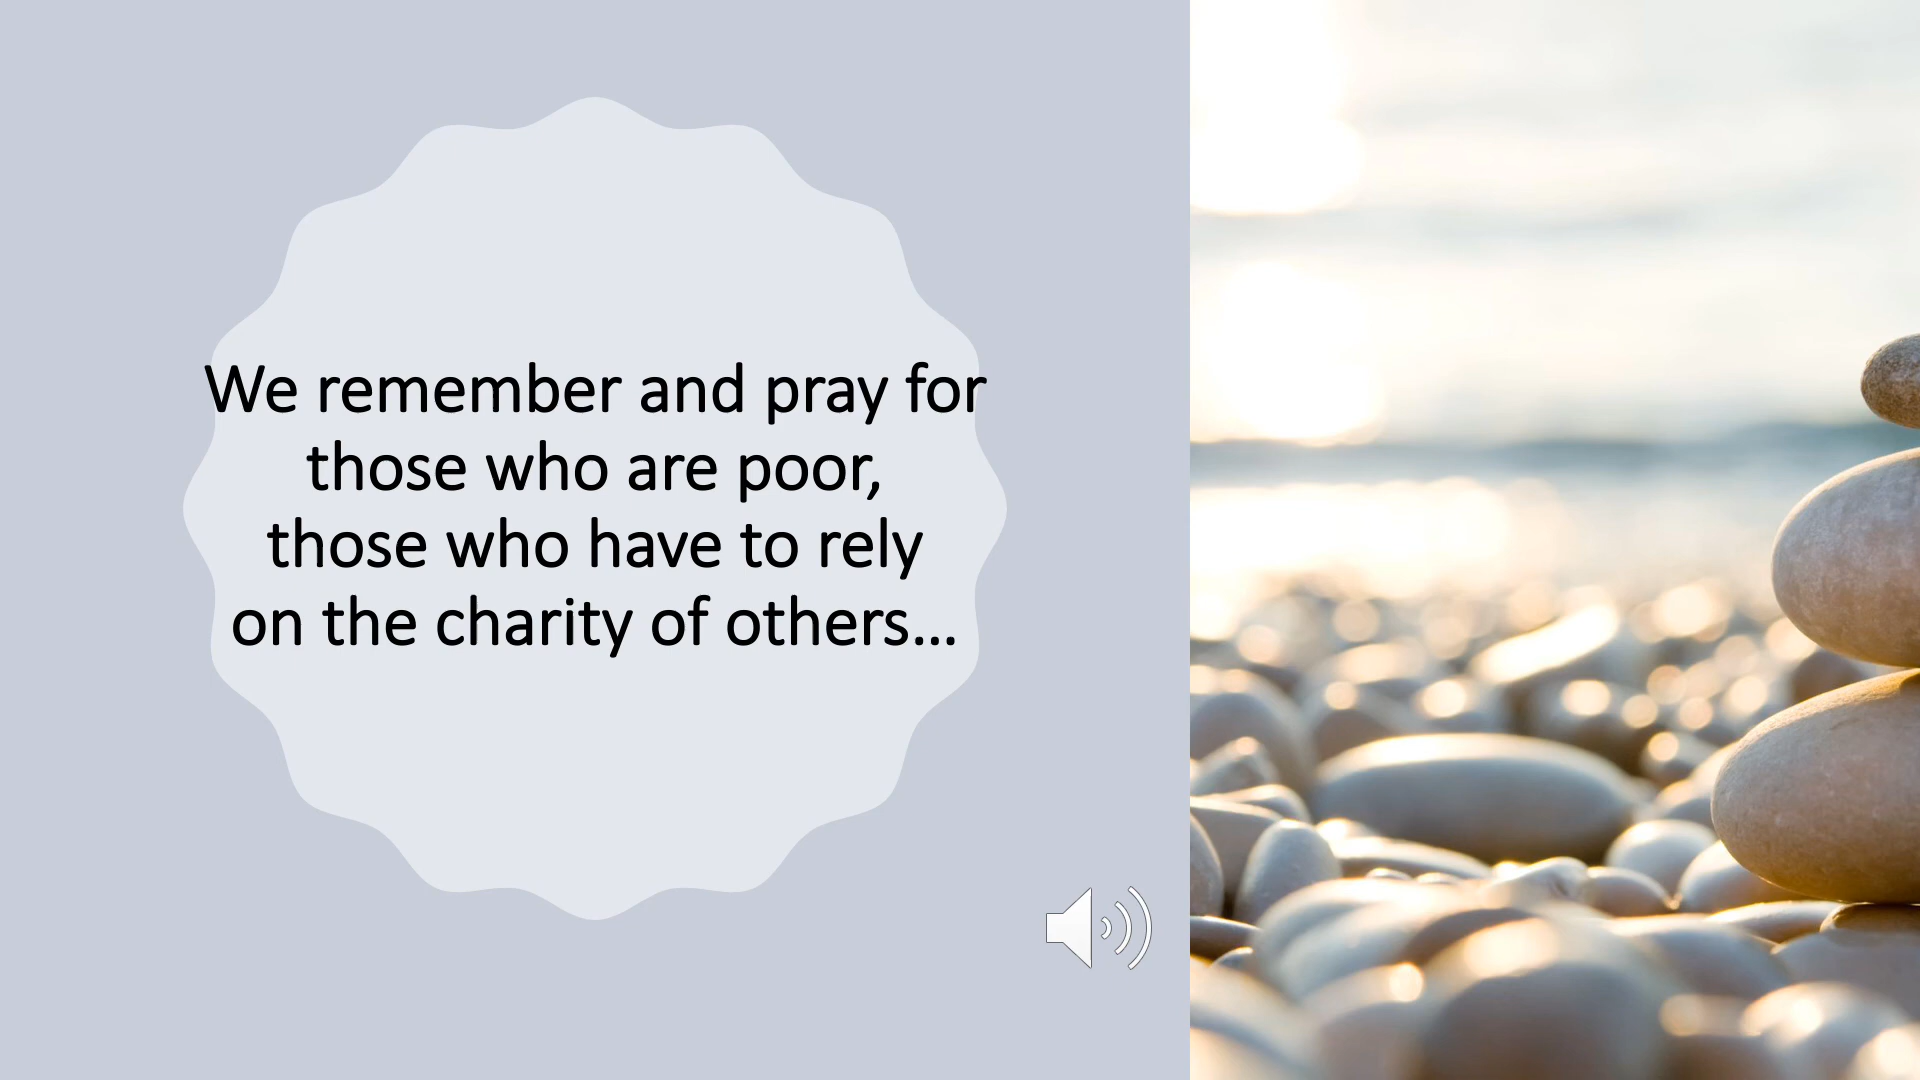 We remember and pray for
those who are poor,
those who have to rely
on the charity of others…